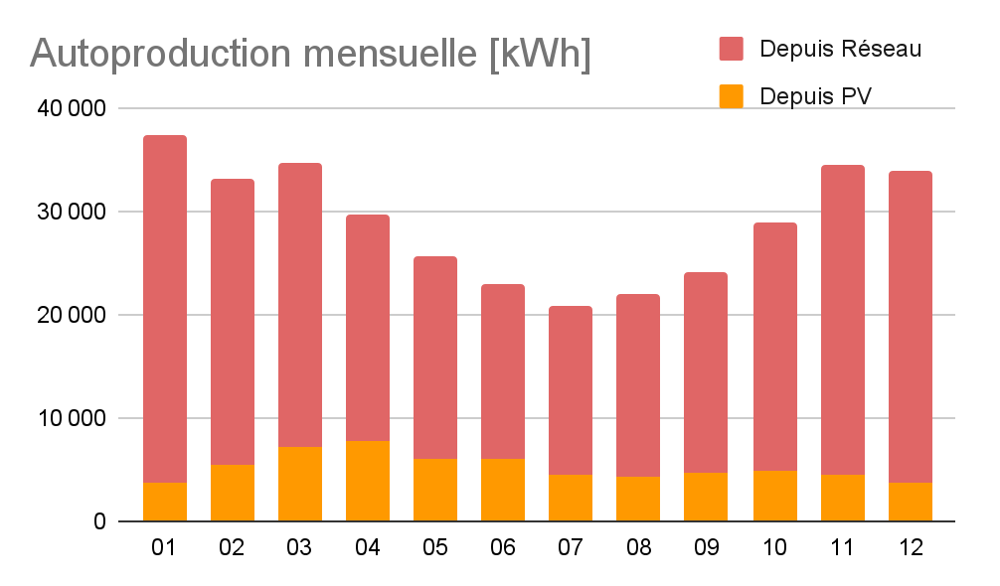 Autoproduction mensuelle [kWh]
Depuis Réseau
Depuis PV
40 000
30 000
20 000
10 000
0
01 02 03 04 05 06 07 08 09 10 11 12